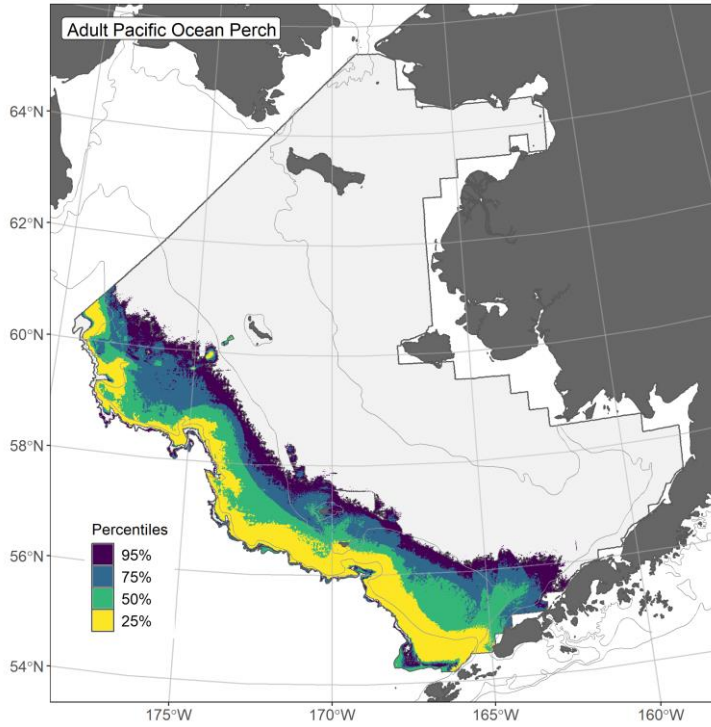 Adult Pacific Ocean Perch
64°N
62°N
60°N
58°N
56°N
54°N
Percentiles
95%
75%
50%
25%
175°W
170°W
165°W
160°W